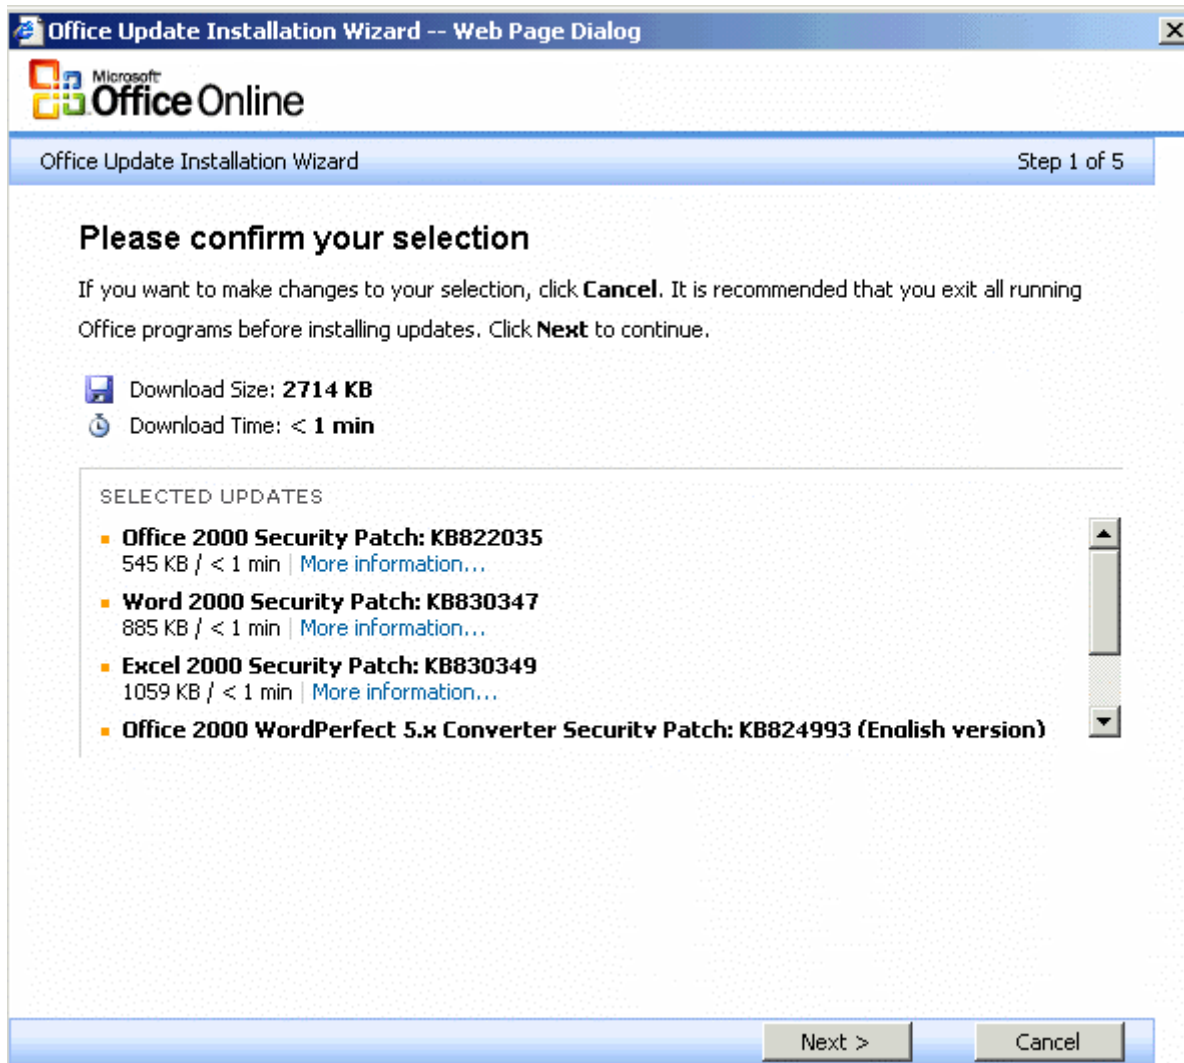 Office Update Installation Wizard -- Web Page Dialog
Microsoft
Office Online
Office Update Installation Wizard Step 1 of 5
Please confirm your selection
If you want to make changes to your selection, click Cancel. It is recommended that you exit all running
Office programs before installing updates. Click Next to continue.
Download Size: 2714 KB
Download Time: < 1 min
SELECTED UPDATES
Office 2000 Security Patch: KB822035
545 KB / < 1 min | More information...
Word 2000 Security Patch: KB830347
885 KB / < 1 min | More information...
Excel 2000 Security Patch: KB830349
1059 KB / < 1 min | More information...
Office 2000 WordPerfect 5.x Converter Security Patch: KB824993 (English version)
Next > Cancel